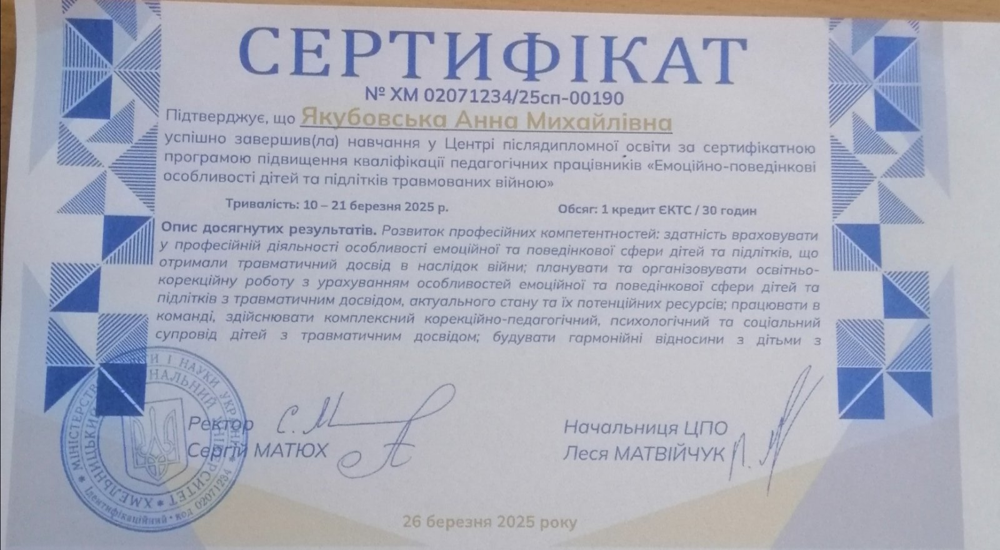 СЕРТИФІКАТ
№ ХМ 02071234/25сп-00190
Підтверджує, що Якубовська Анна Михайлівна
успішно завершив(ла) навчання у Центрі післядипломної освіти за сертифікатною
програмою підвищення кваліфікації педагогічних працівників «Емоційно-поведінкові
особливості дітей та підлітків травмованих війною»
Тривалість: 10 – 21 березня 2025 р. Обсяг: 1 кредит ЄКТС / 30 годин
Опис досягнутих результатів. Розвиток професійних компетентностей: здатність враховувати
у професійній діяльності особливості емоційної та поведінкової сфери дітей та підлітків, що
отримали травматичний досвід в наслідок війни; планувати та організовувати освітньо-
корекційну роботу з урахуванням особливостей емоційної та поведінкової сфери дітей та
підлітків з травматичним досвідом, актуального стану та їх потенційних ресурсів; працювати в
команді, здійснювати комплексний корекційно-педагогічний, психологічний та соціальний
супровід дітей з травматичним досвідом; будувати гармонійні відносини з дітьми з
Ректор
Сергій МАТЮХ
Начальниця ЦПО
Леся МАТВІЙЧУК
И І НАУКИ УКРАЇНИ
МІНІСТЕРСТВ
НАЛЬНИЙ УНІВЕРСИТЕТ
ХМЕЛЬНИЦЬКИЙ
Ідентифікаційний код 02071234
26 березня 2025 року